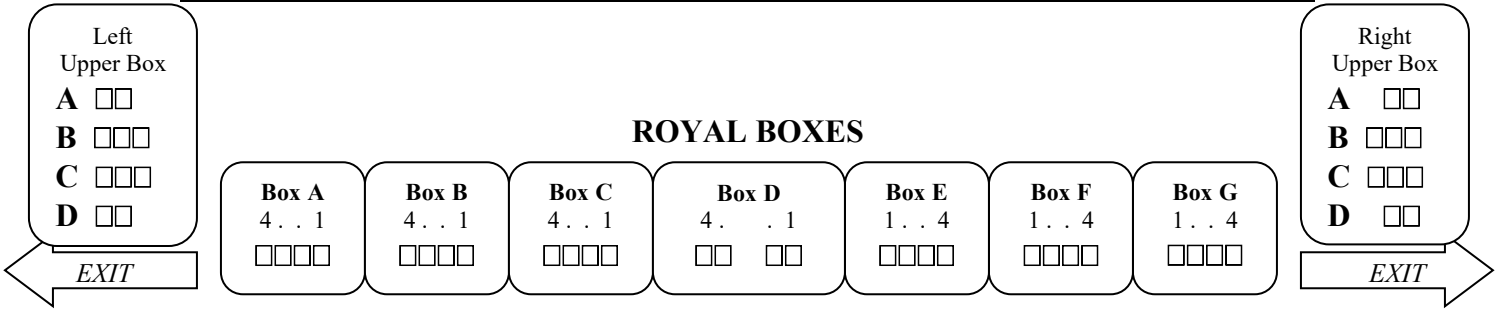 Left
Upper Box
A □□
B □□□
C □□□
D □□
EXIT
ROYAL BOXES
Box A
4 . . 1
□□□□
Box B
4 . . 1
□□□□
Box C
4 . . 1
□□□□
Box D
4 . . 1
□□ □□
Box E
1 . . 4
□□□□
Box F
1 . . 4
□□□□
Box G
1 . . 4
□□□□
Right
Upper Box
A □□
B □□□
C □□□
D □□
EXIT